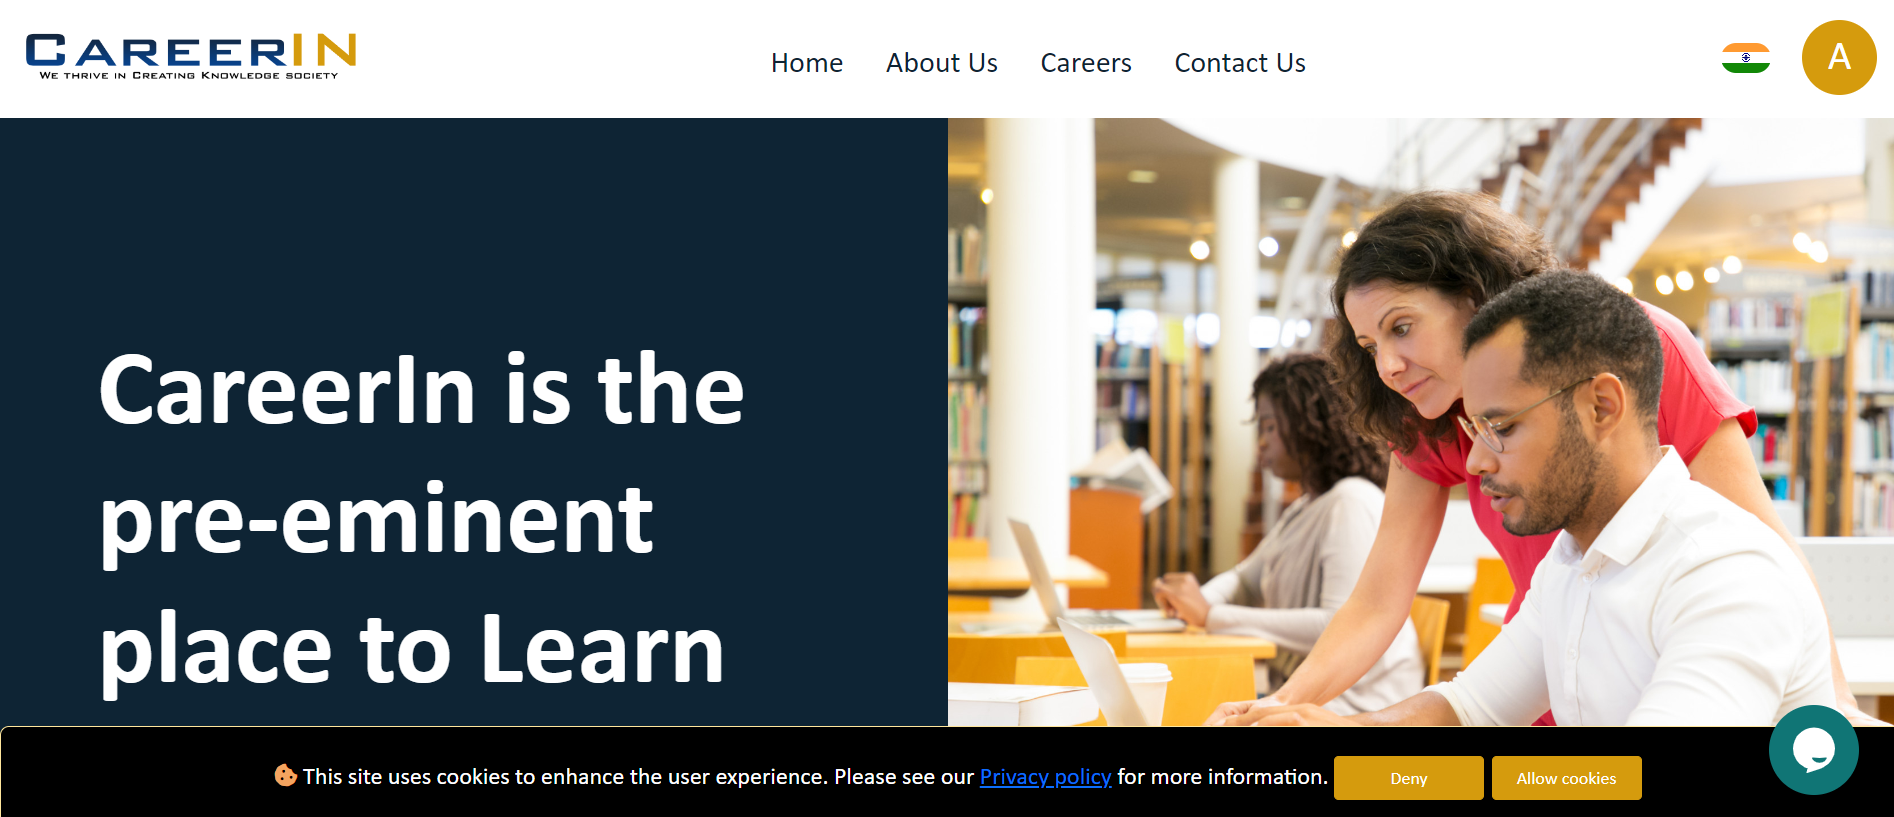 CAREERIN
WE THRIVE IN CREATING KNOWLEDGE SOCIETY
Home About Us Careers Contact Us
A
CareerIn is the
pre-eminent
place to Learn
This site uses cookies to enhance the user experience. Please see our Privacy policy for more information. Deny Allow cookies